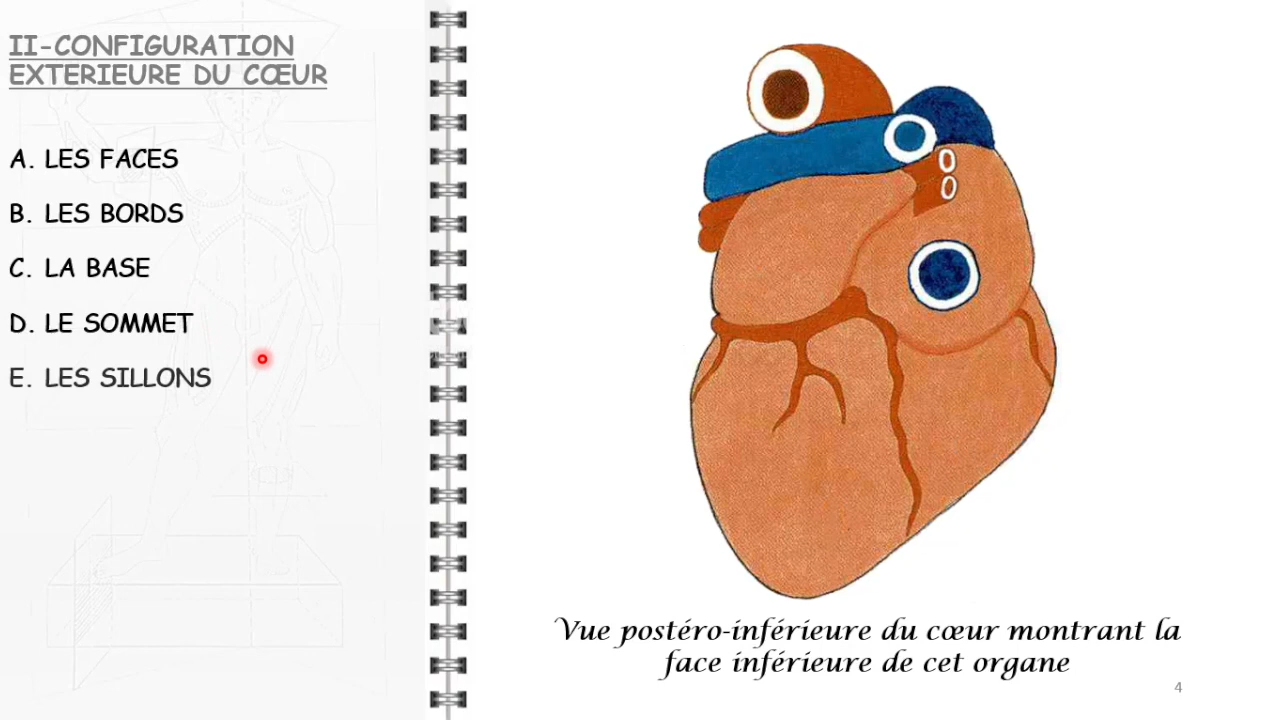 II-CONFIGURATION
EXTERIEURE DU CŒUR
A. LES FACES
B. LES BORDS
C. LA BASE
D. LE SOMMET
E. LES SILLONS
Vue postéro-inférieure du cœur montrant la
face inférieure de cet organe
4